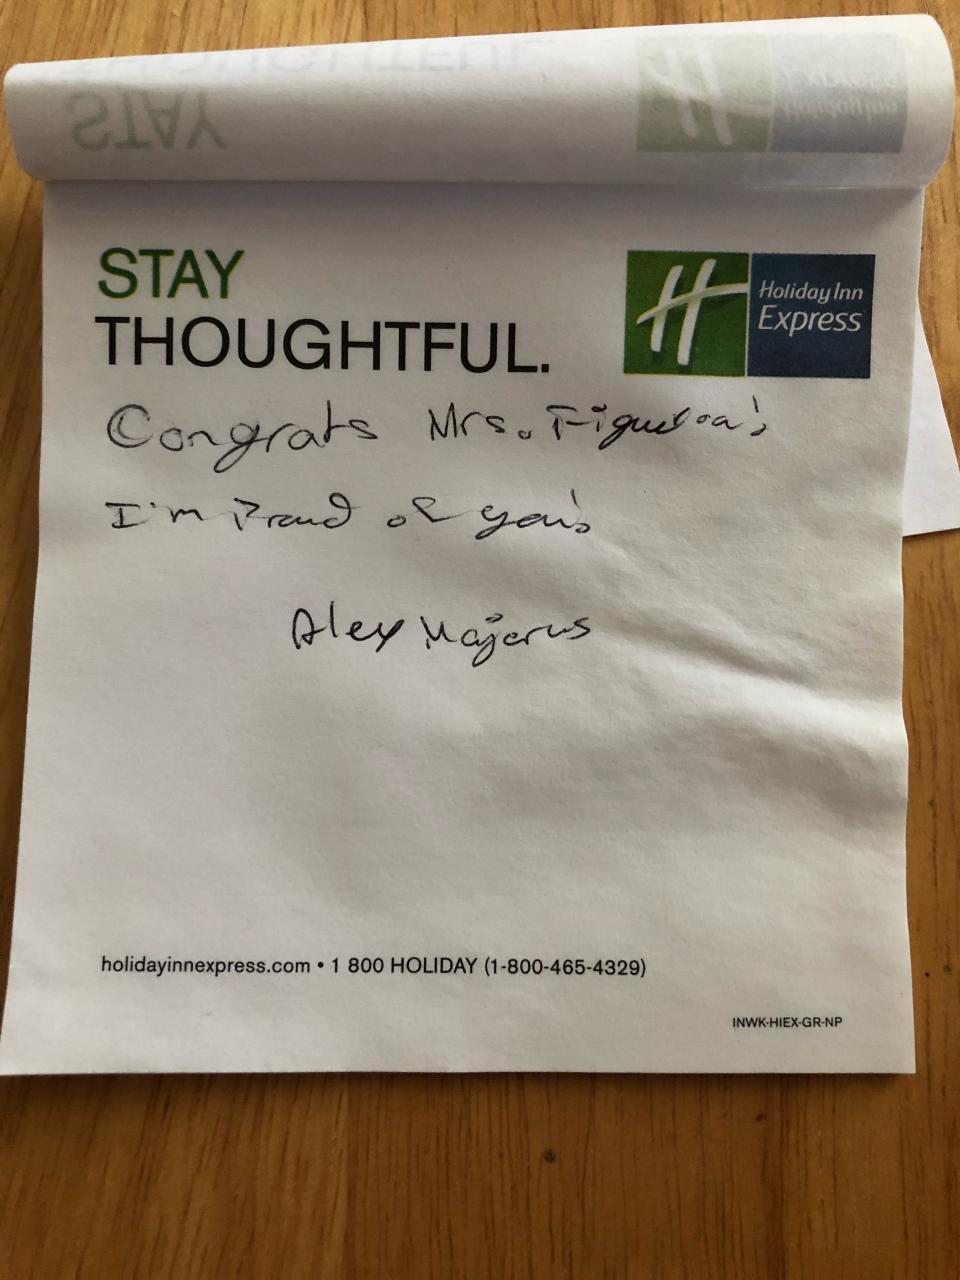 STAY
THOUGHTFUL.
Holiday Inn
Express
Congrats Mrs. Figueroa!
I'm Proud of you!
Alex Majerus
holidayinnexpress.com • 1 800 HOLIDAY (1-800-465-4329)
INWK-HIEX-GR-NP